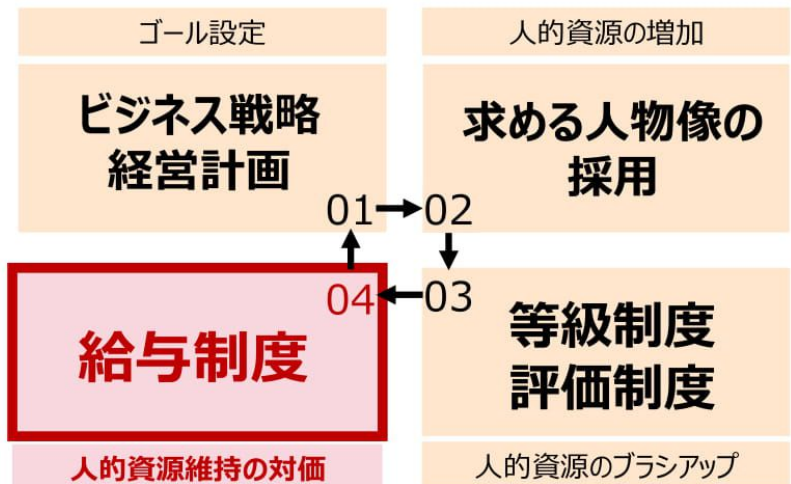 ゴール設定
ビジネス戦略
経営計画
01
人的資源の増加
求める人物像の
採用
02
03
等級制度
評価制度
人的資源のブラシアップ
04
給与制度
人的資源維持の対価